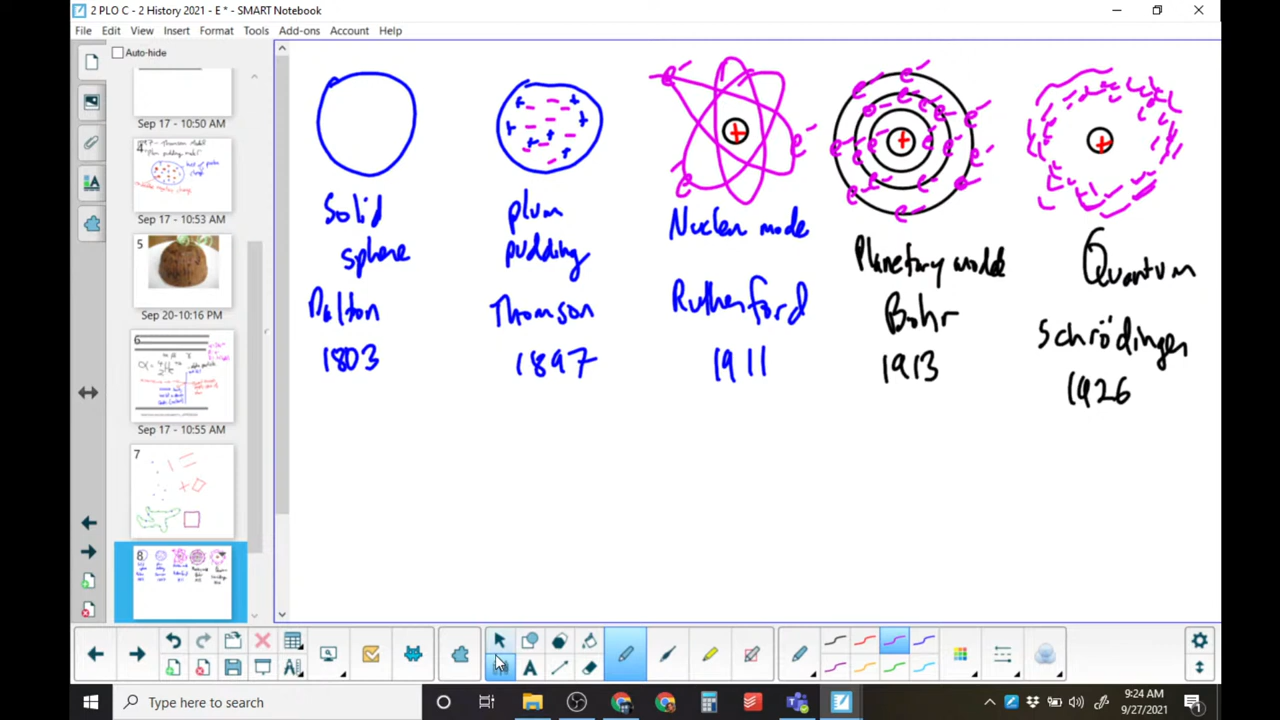 2 PLO C - 2 History 2021 - E * - SMART Notebook
File Edit View Insert Format Tools Add-ons Account Help
Auto-hide
Sep 17 - 10:50 AM
4
Sep 17 - 10:53 AM
5
Sep 20-10:16 PM
6
Sep 17 - 10:55 AM
7
8
+ + + + + + +
e- e- e- +
e- e- e- e- e- e- e- e- +
+
Solid
sphere
Dalton
1803
plum
pudding
Thomson
1897
Nuclear mode
Rutherford
1911
Planetary model
Bohr
1913
Quantum
Schrödinger
1926
A
Type here to search
9:24 AM
9/27/2021
1